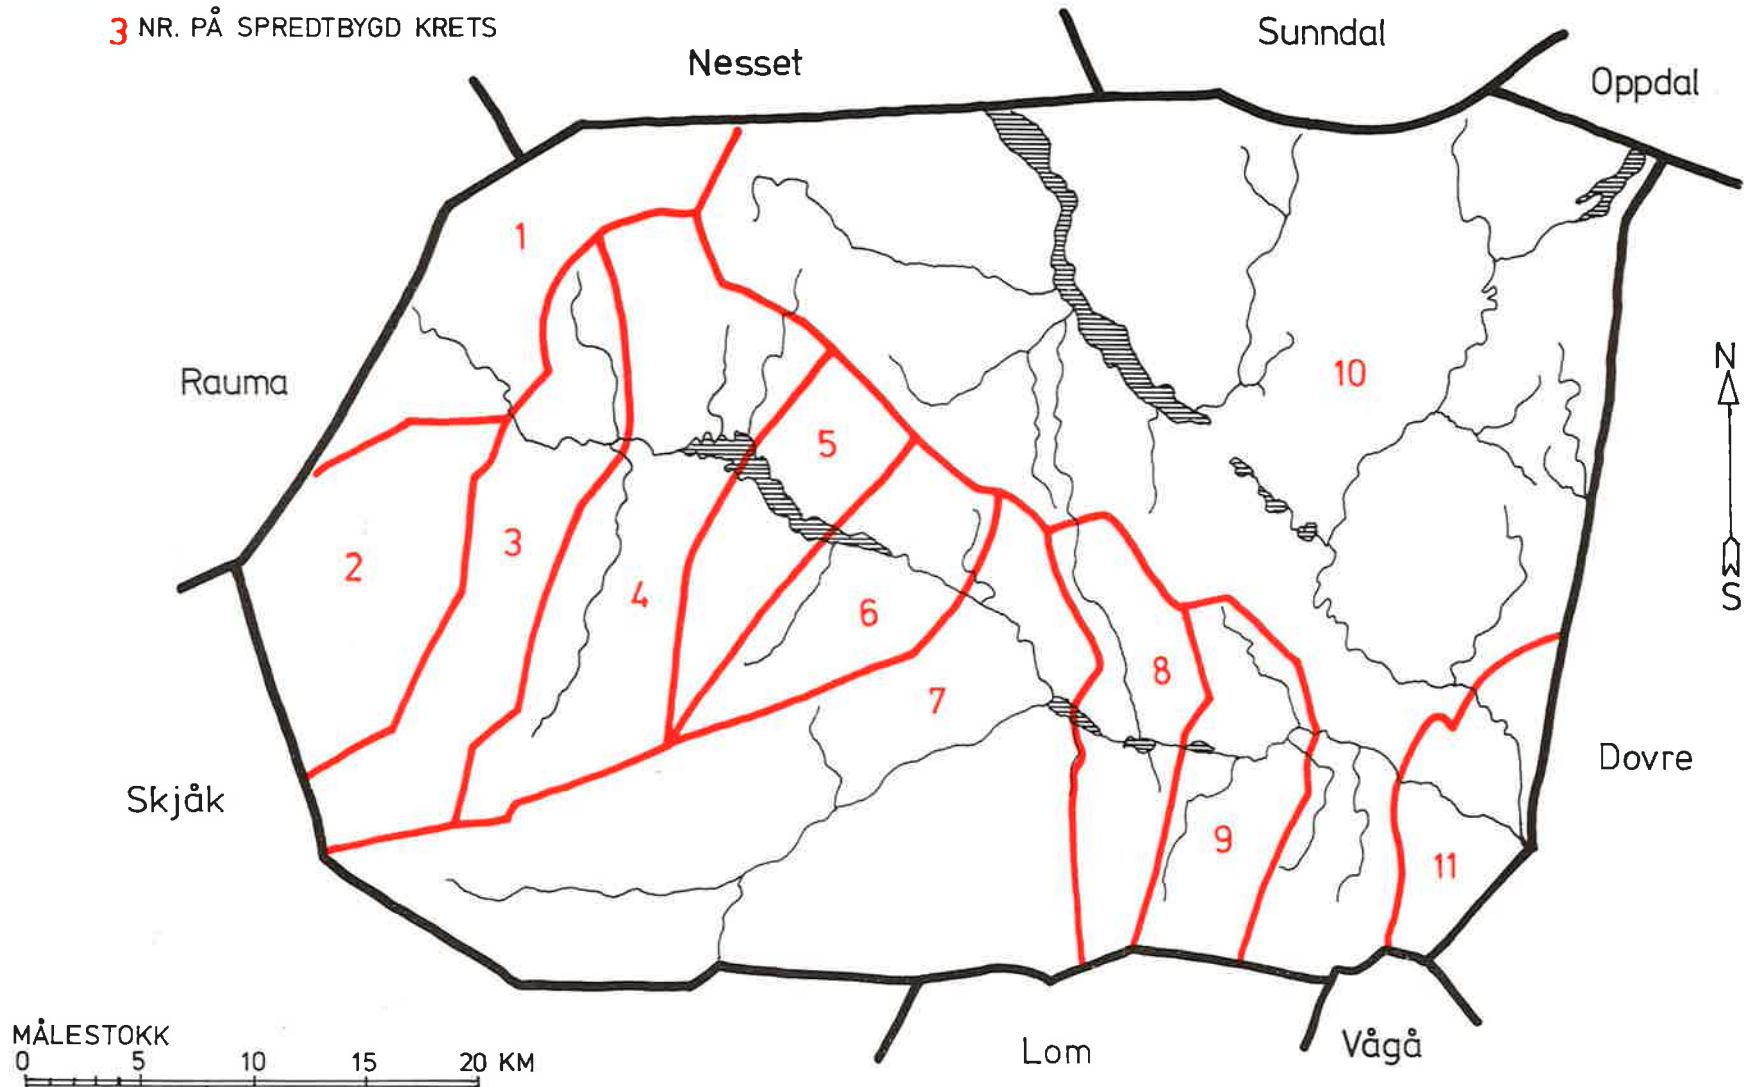 3 NR. PÅ SPREDTBYGD KRETS
Nesset
Sunndal
Oppdal
1
Rauma
10
N
5
2
3
4
6
S
8
7
Dovre
Skjåk
9
11
MÅLESTOKK
0 5 10 15 20 KM
Lom
Vågå